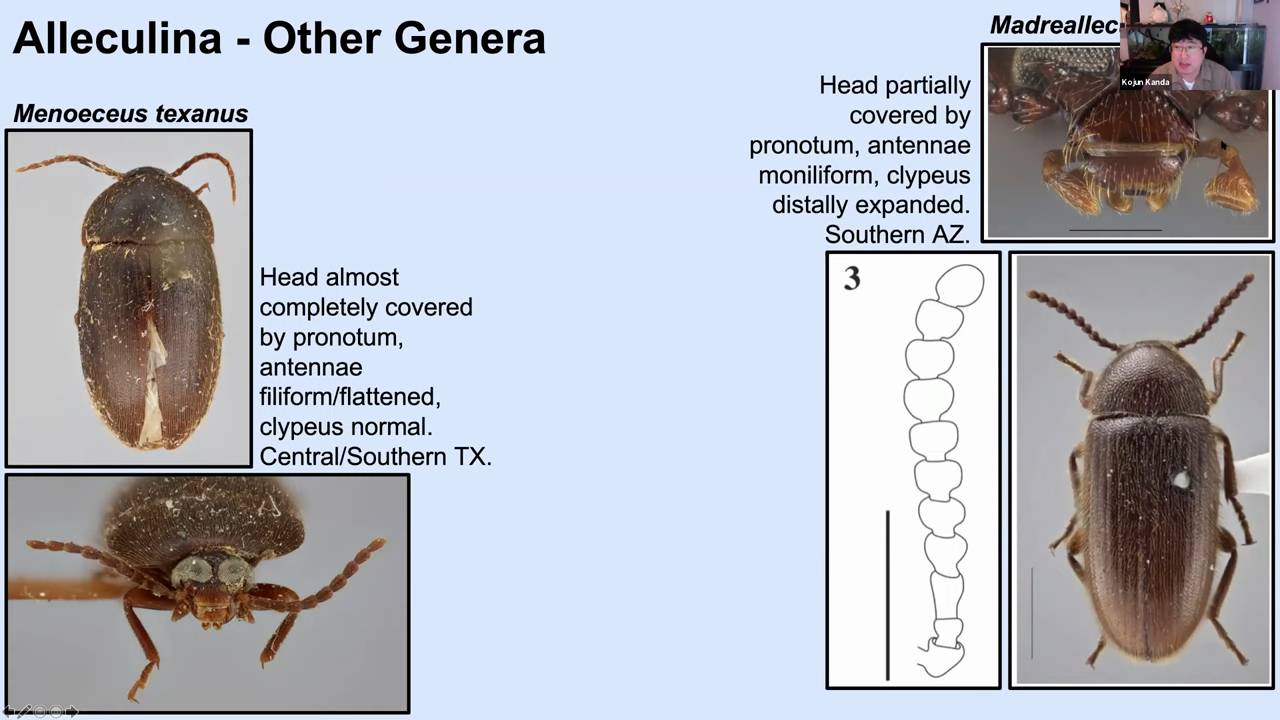 Alleculina - Other Genera
Menoeceus texanus
Head almost
completely covered
by pronotum,
antennae
filiform/flattened,
clypeus normal.
Central/Southern TX.
Madreallec
Kojun Kanda
Head partially
covered by
pronotum, antennae
moniliform, clypeus
distally expanded.
Southern AZ.
3